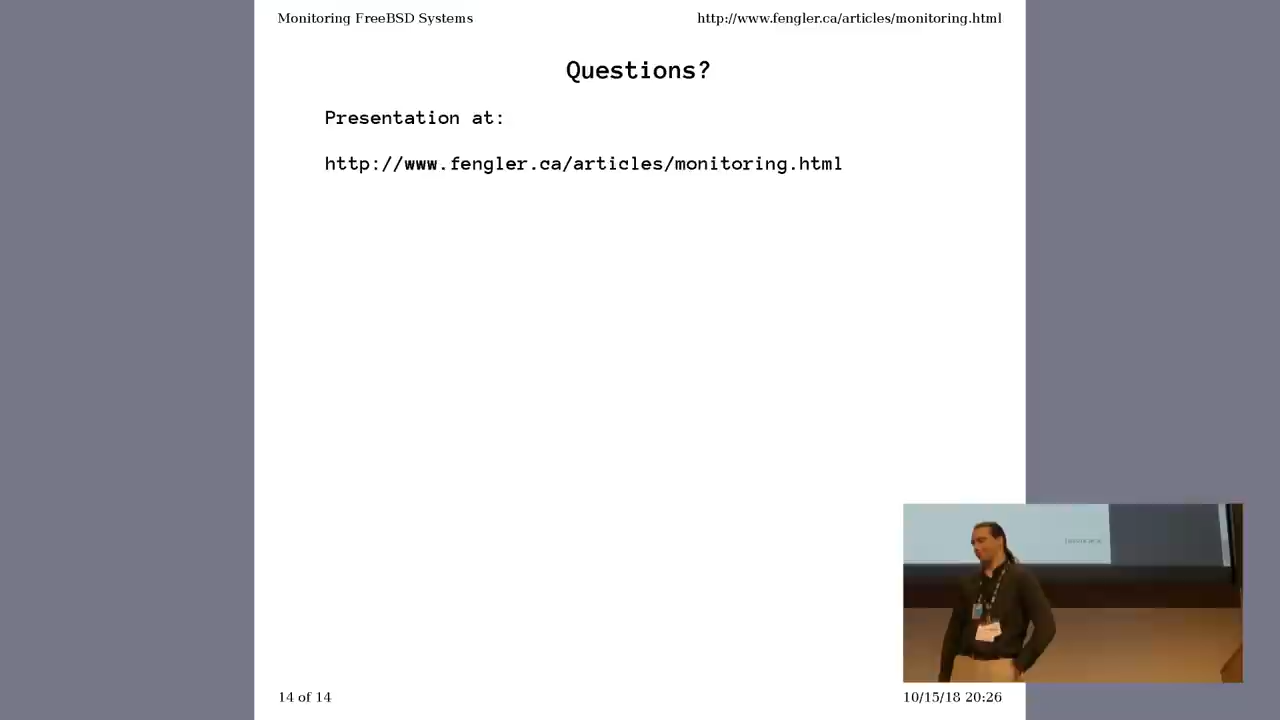 Monitoring FreeBSD Systems
http://www.fengler.ca/articles/monitoring.html
Questions?
Presentation at:
http://www.fengler.ca/articles/monitoring.html
14 of 14
10/15/18 20:26